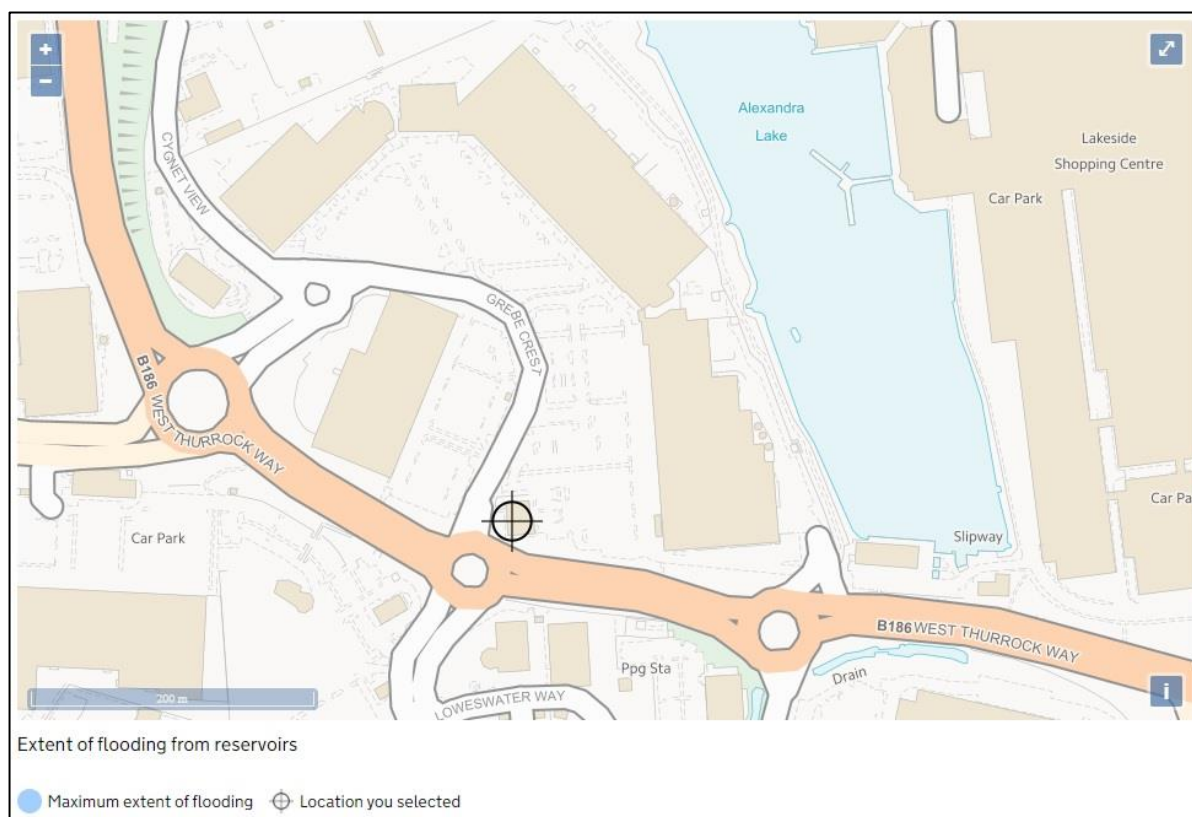 +
−
Alexandra
Lake
Lakeside
Shopping Centre
Car Park
CYGNET VIEW
GREBE CREST
B186 WEST THURROCK WAY
Car Park
Car Pa
Slipway
B186 WEST THURROCK WAY
Ppg Sta
Drain
LOWESWATER WAY
200 m
i
Extent of flooding from reservoirs
Maximum extent of flooding
Location you selected